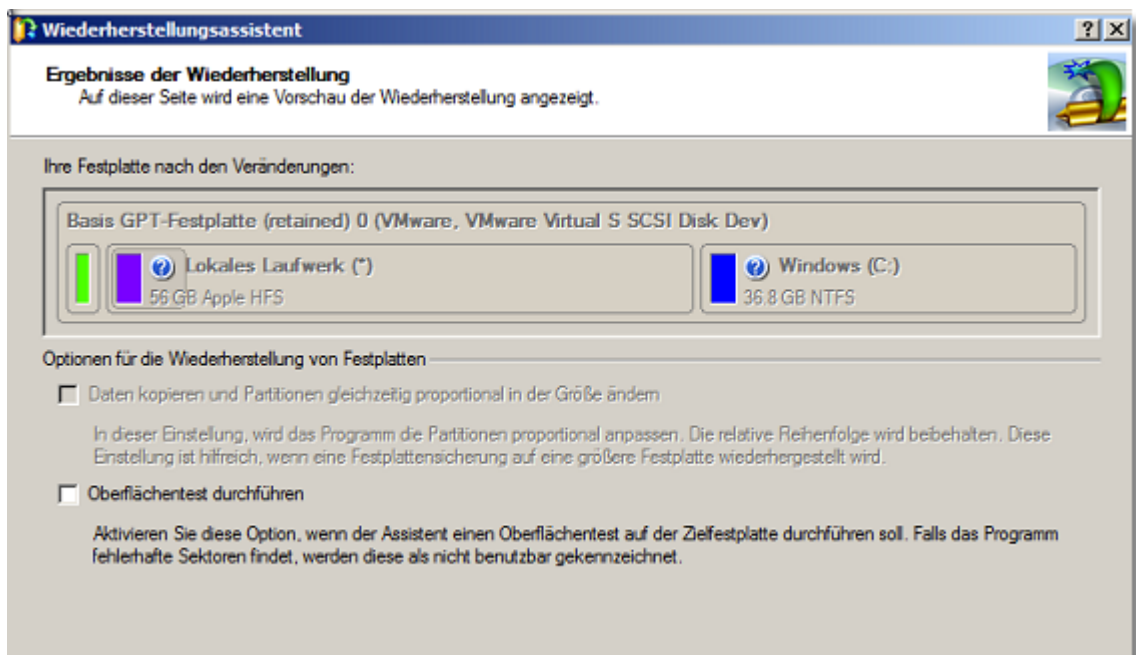 Wiederherstellungsassistent
Ergebnisse der Wiederherstellung
Auf dieser Seite wird eine Vorschau der Wiederherstellung angezeigt.
Ihre Festplatte nach den Veränderungen:
Basis GPT-Festplatte (retained) 0 (VMware, VMware Virtual S SCSI Disk Dev)
Lokales Laufwerk (*)
56 GB Apple HFS
Windows (C:)
36.8 GB NTFS
Optionen für die Wiederherstellung von Festplatten
Daten kopieren und Partitionen gleichzeitig proportional in der Größe ändern
In dieser Einstellung, wird das Programm die Partitionen proportional anpassen. Die relative Reihenfolge wird beibehalten. Diese
Einstellung ist hilfreich, wenn eine Festplattensicherung auf eine größere Festplatte wiederhergestellt wird.
Oberflächentest durchführen
Aktivieren Sie diese Option, wenn der Assistent einen Oberflächentest auf der Zielfestplatte durchführen soll. Falls das Programm
fehlerhafte Sektoren findet, werden diese als nicht benutzbar gekennzeichnet.